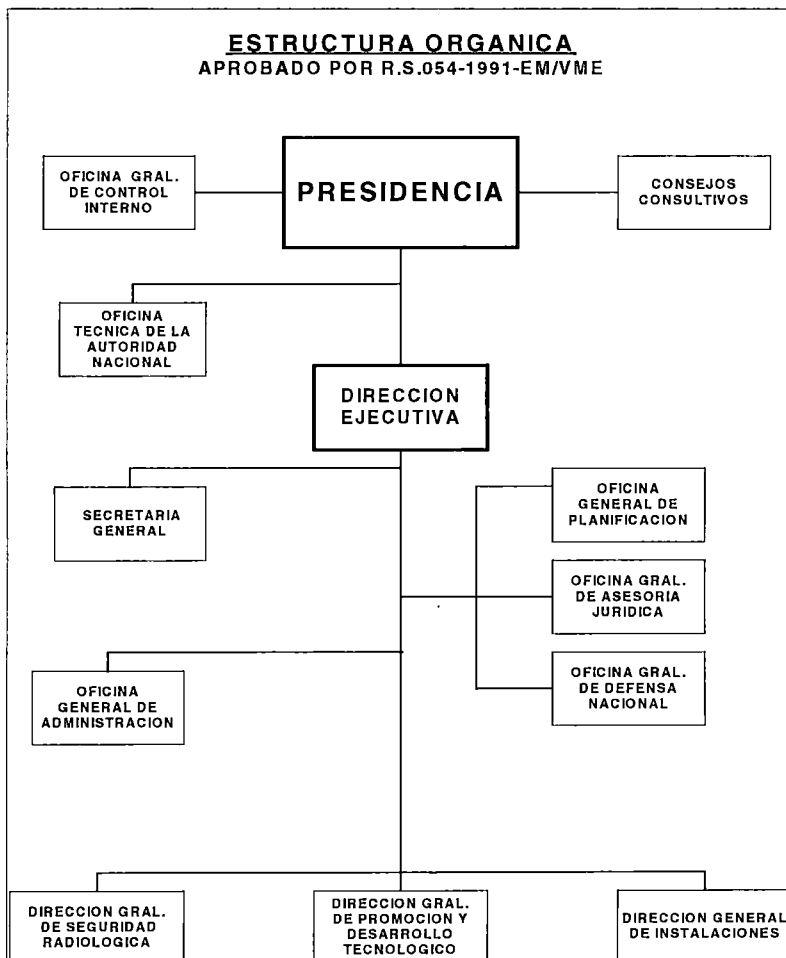 ESTRUCTURA ORGANICA
APROBADO POR R.S.054-1991-EM/VME
OFICINA GRAL.
DE CONTROL
INTERNO
PRESIDENCIA
CONSEJOS
CONSULTIVOS
OFICINA
TECNICA DE LA
AUTORIDAD
NACIONAL
DIRECCION
EJECUTIVA
SECRETARIA
GENERAL
OFICINA
GENERAL DE
PLANIFICACION
OFICINA GRAL.
DE ASESORIA
JURIDICA
OFICINA GRAL.
DE DEFENSA
NACIONAL
OFICINA
GENERAL DE
ADMINISTRACION
DIRECCION GRAL.
DE SEGURIDAD
RADIOLOGICA
DIRECCION GRAL.
DE PROMOCION Y
DESARROLLO
TECNOLOGICO
DIRECCION GENERAL
DE INSTALACIONES